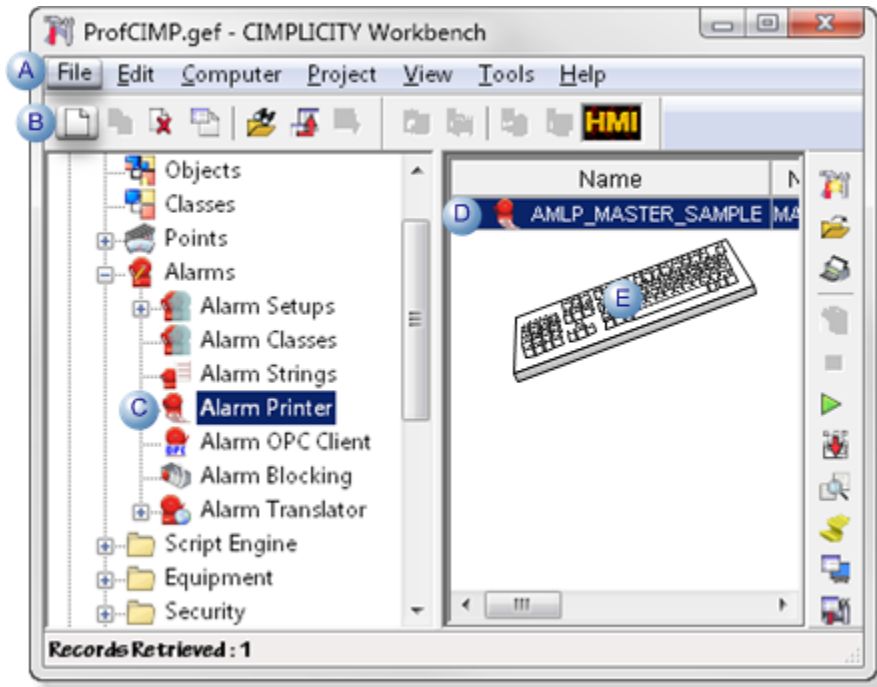 ProfCIMP.gef - CIMPLICITY Workbench
A File Edit Computer Project View Tools Help
B HMI
Objects
Classes
Points
Alarms
Alarm Setups
Alarm Classes
Alarm Strings
C Alarm Printer
OPC Alarm OPC Client
Alarm Blocking
Alarm Translator
Script Engine
Equipment
Security
Name N
D AMLP_MASTER_SAMPLE MA
E
Records Retrieved : 1